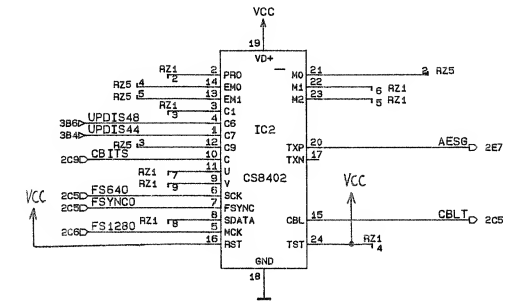 VCC
19
VD+
RZ1 2 2 PRO M0 21 2 RZ5
RZ5 4 14 EM0 M1 22 6 RZ1
RZ5 5 13 EM1 M2 23 5 RZ1
RZ1 3 3 C1
3B6 UPDIS48 4 C6 IC2
3B4 UPDIS44 1 C7
RZ5 3 12 C9 TXP 20 AESG 2E7
2C9 CBITS 10 C TXN 17
RZ1 7 11 U
RZ1 9 9 V CS8402 VCC
VCC 2C5 FS640 6 SCK
2C5 FSYNC0 7 FSYNC
RZ1 8 8 SDATA CBL 15 CBLT 2C5
2C6 FS1280 5 MCK
16 RST TST 24 RZ1 4
GND
18